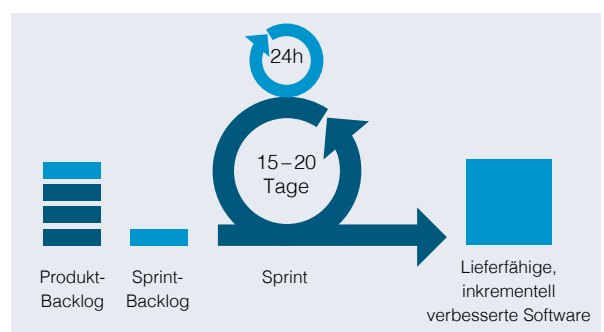 24h
15–20
Tage
Produkt-
Backlog
Sprint-
Backlog
Sprint
Lieferfähige,
inkrementell
verbesserte Software